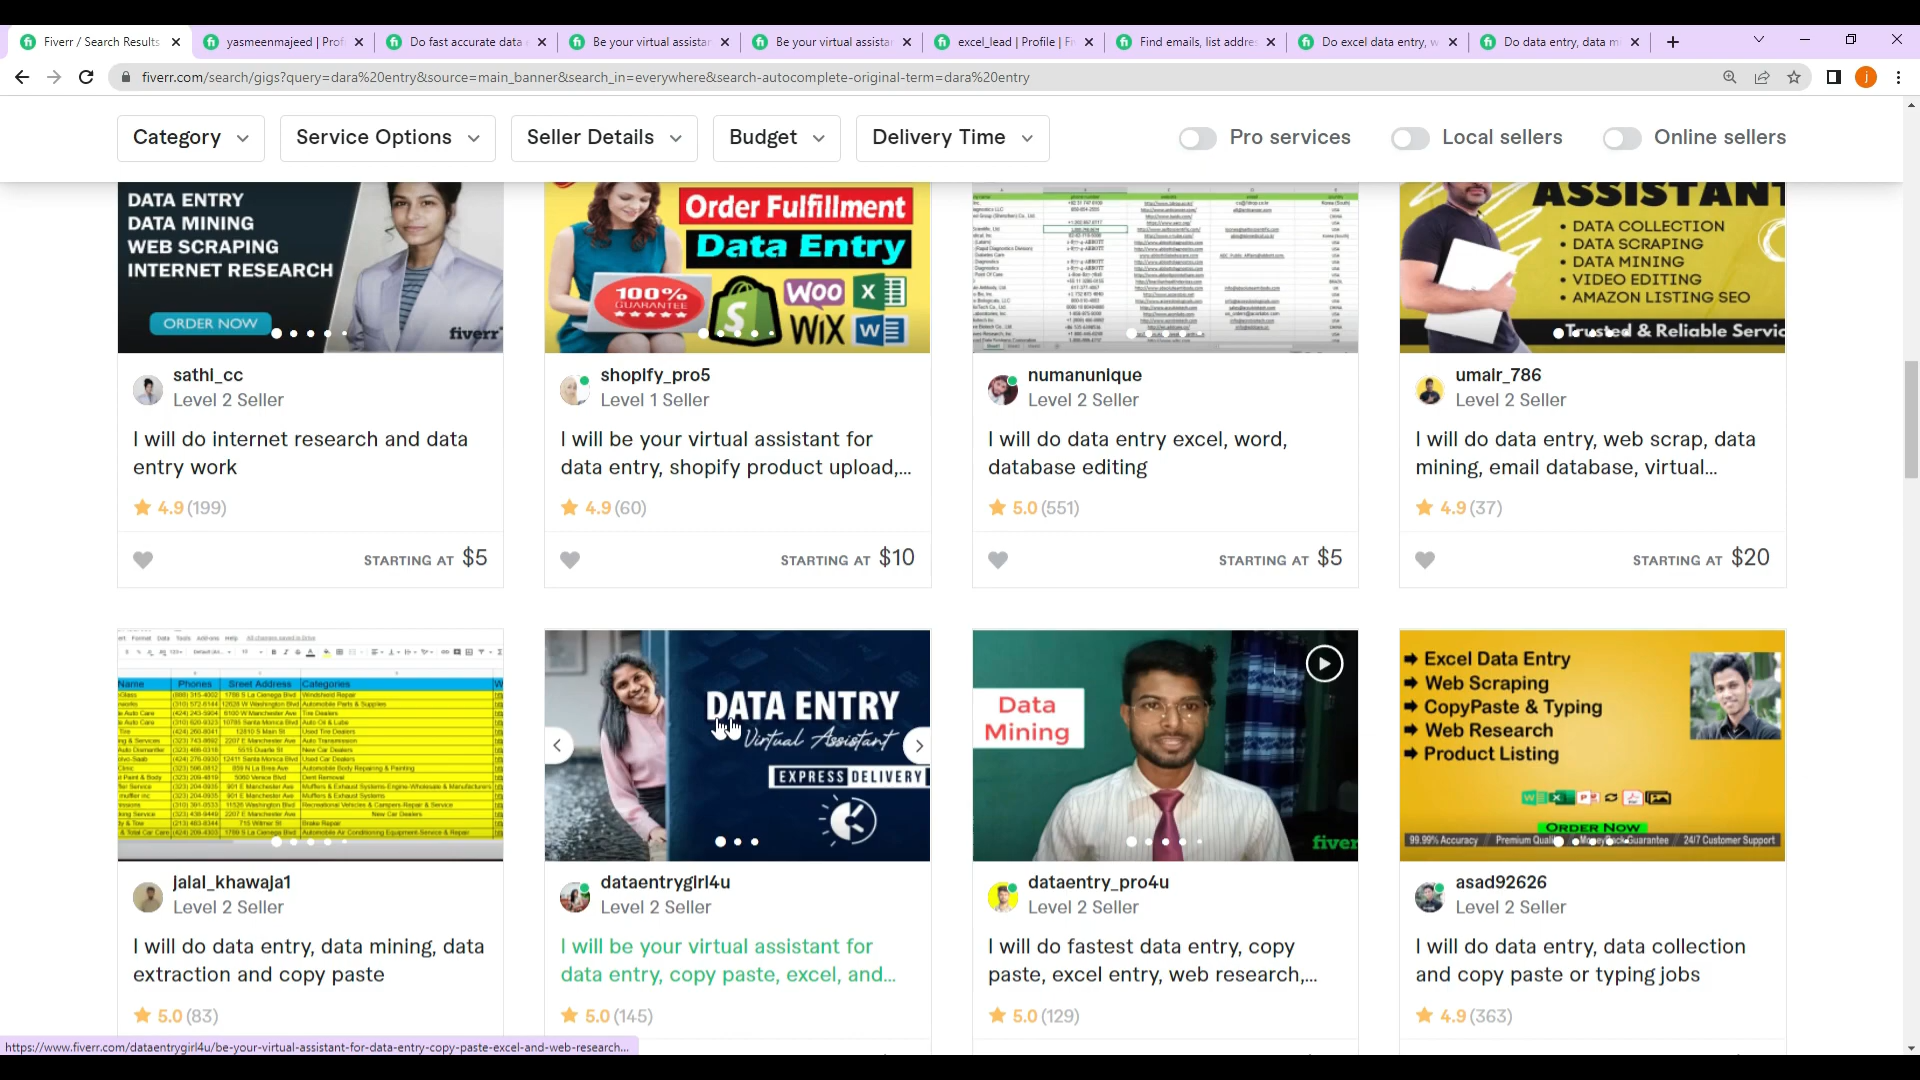 Fiverr / Search Results
yasmeenmajeed | Prof
Do fast accurate data
Be your virtual assistan
Be your virtual assista
excel_lead | Profile | F
Find emails, list addre
Do excel data entry, w
Do data entry, data m
fiverr.com/search/gigs?query=dara%20entry&source=main_banner&search_in=everywhere&search-autocomplete-original-term=dara%20entry
j
Category
Service Options
Seller Details
Budget
Delivery Time
Pro services
Local sellers
Online sellers
DATA ENTRY
DATA MINING
WEB SCRAPING
INTERNET RESEARCH
ORDER NOW
fiverr
Order Fulfillment
Data Entry
100%
GUARANTEE
WOO
WiX
ASSISTANT
• DATA COLLECTION
• DATA SCRAPING
• DATA MINING
• VIDEO EDITING
• AMAZON LISTING SEO
Trusted & Reliable Servic
sathi_cc
Level 2 Seller
I will do internet research and data
entry work
4.9 (199)
STARTING AT $5
shopify_pro5
Level 1 Seller
I will be your virtual assistant for
data entry, shopify product upload,...
4.9 (60)
STARTING AT $10
numanunique
Level 2 Seller
I will do data entry excel, word,
database editing
5.0 (551)
STARTING AT $5
umair_786
Level 2 Seller
I will do data entry, web scrap, data
mining, email database, virtual...
4.9 (37)
STARTING AT $20
Name Phones Sreet Address Categories
DATA ENTRY
Virtual Assistant
EXPRESS DELIVERY
Data
Mining
fiver
Excel Data Entry
Web Scraping
CopyPaste & Typing
Web Research
Product Listing
ORDER NOW
99.99% Accuracy
24/7 Customer Support
jalal_khawaja1
Level 2 Seller
I will do data entry, data mining, data
extraction and copy paste
5.0 (83)
dataentrygirl4u
Level 2 Seller
I will be your virtual assistant for
data entry, copy paste, excel, and...
5.0 (145)
dataentry_pro4u
Level 2 Seller
I will do fastest data entry, copy
paste, excel entry, web research,...
5.0 (129)
asad92626
Level 2 Seller
I will do data entry, data collection
and copy paste or typing jobs
4.9 (363)
https://www.fiverr.com/dataentrygirl4u/be-your-virtual-assistant-for-data-entry-copy-paste-excel-and-web-research...